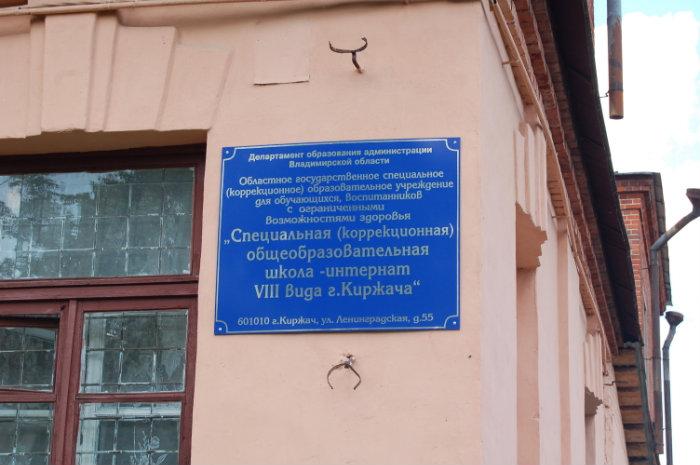 Департамент образования администрации
Владимирской области
Областное государственное специальное
(коррекционное) образовательное учреждение
для обучающихся, воспитанников
с ограниченными
возможностями здоровья
„Специальная (коррекционная)
общеобразовательная
школа -интернат
VIII вида г.Киржача“
601010 г.Киржач, ул. Ленинградская, д.55